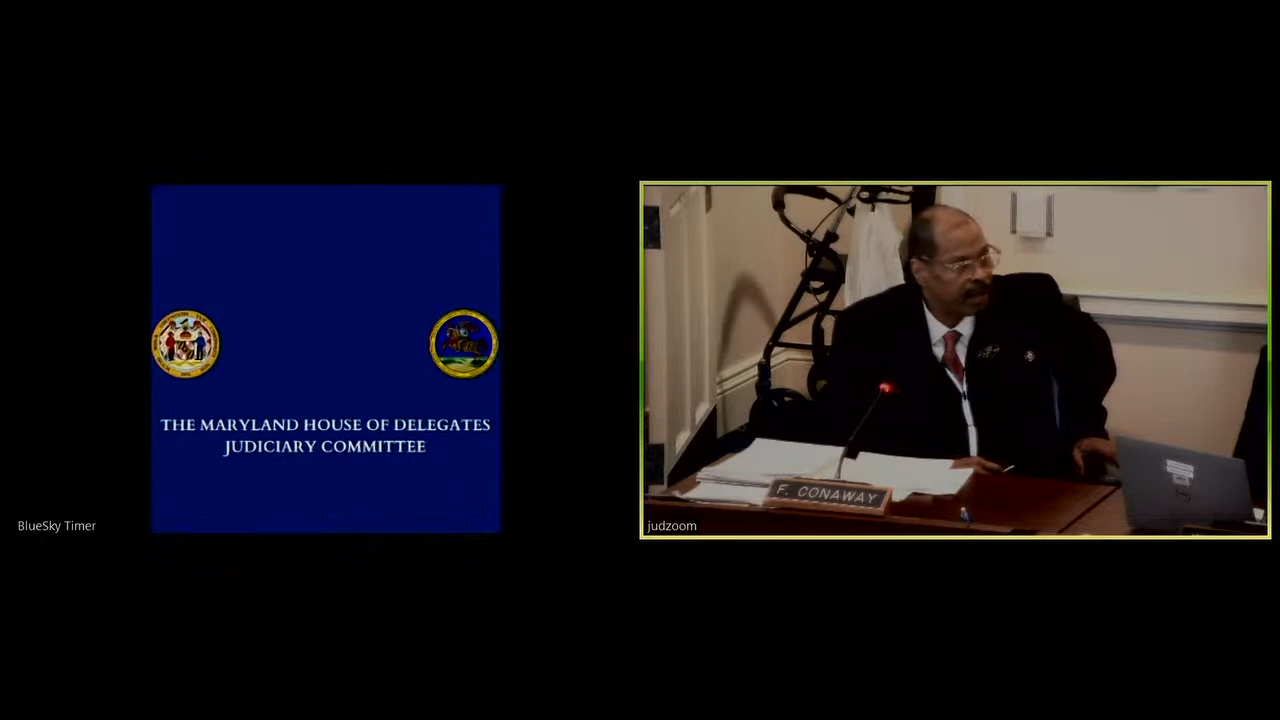 THE MARYLAND HOUSE OF DELEGATES
JUDICIARY COMMITTEE
BlueSky Timer
F. CONAWAY
judzoom